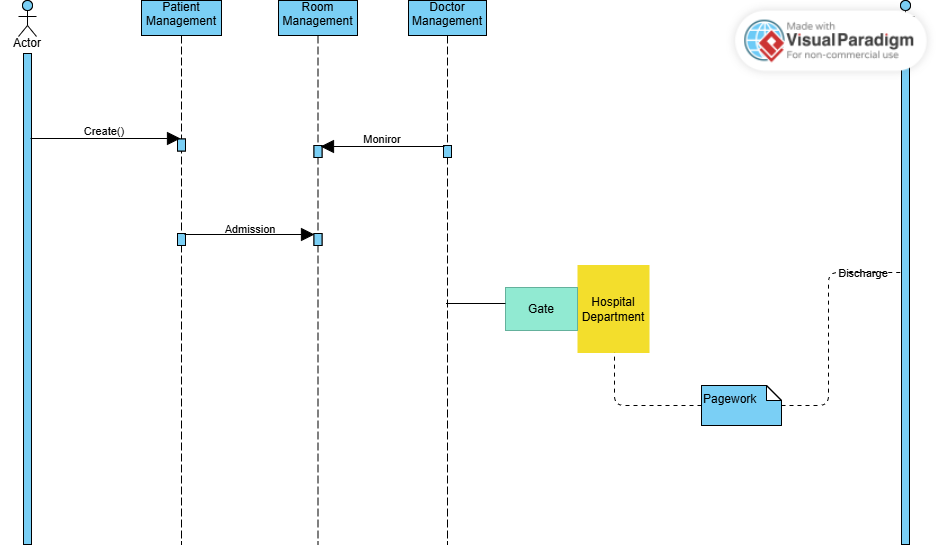 Patient
Management
Room
Management
Doctor
Management
Actor
Made with
Visual Paradigm
For non-commercial use
Create()
Moniror
Admission
Discharge
Gate
Hospital
Department
Pagework